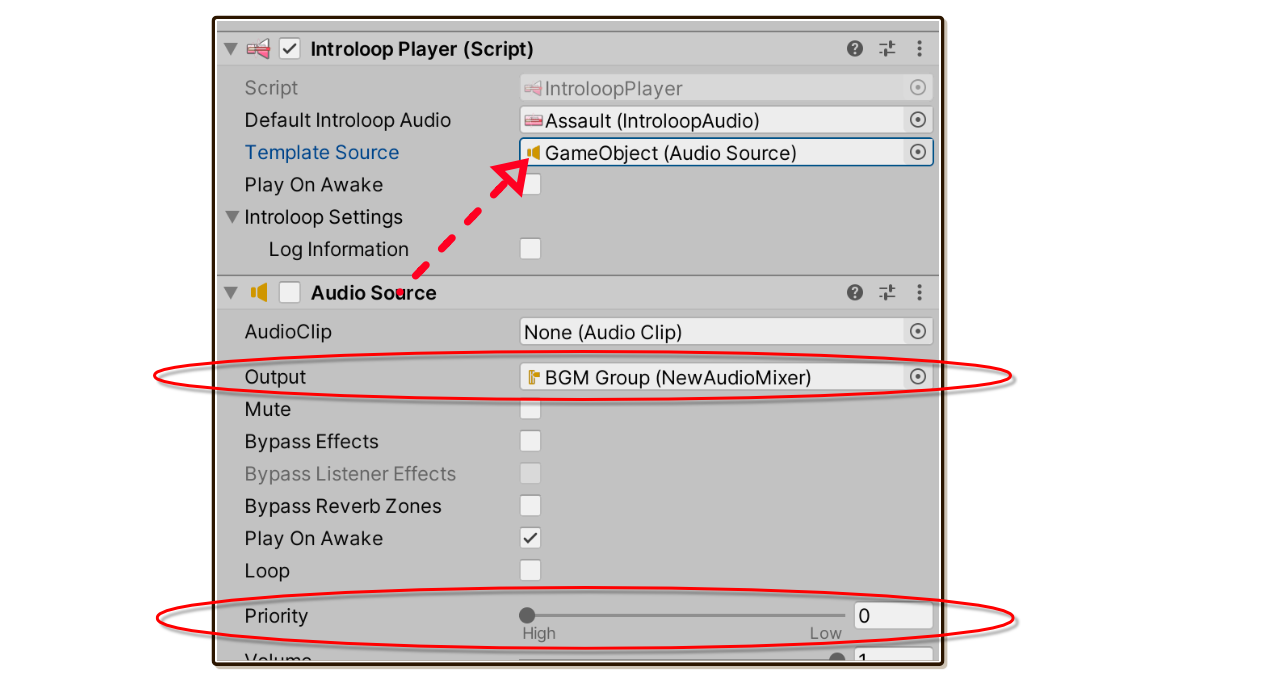 Introloop Player (Script)
Script IntroloopPlayer
Default Introloop Audio Assault (IntroloopAudio)
Template Source GameObject (Audio Source)
Play On Awake
Introloop Settings
Log Information
Audio Source
AudioClip None (Audio Clip)
Output BGM Group (NewAudioMixer)
Mute
Bypass Effects
Bypass Listener Effects
Bypass Reverb Zones
Play On Awake
Loop
Priority 0
High Low
Volume 1